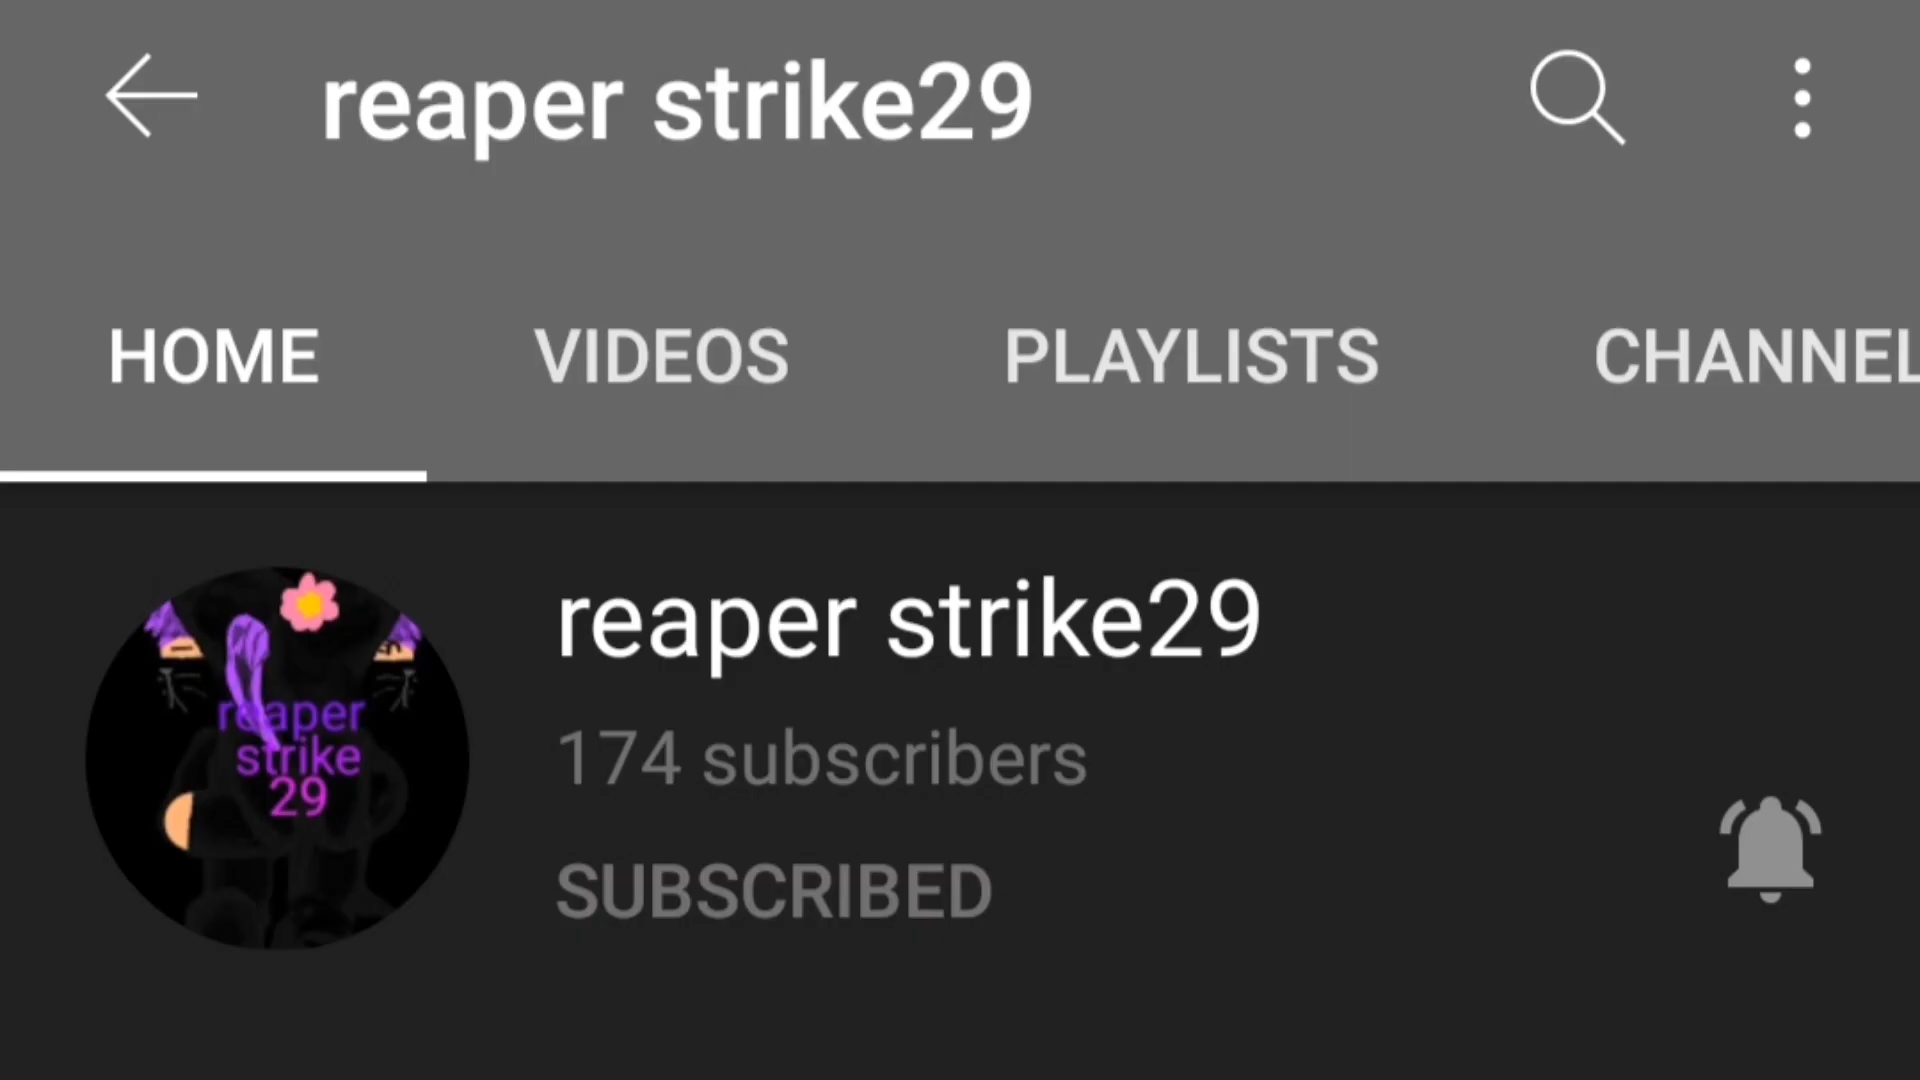 reaper strike29
HOME VIDEOS PLAYLISTS CHANNEL
reaper strike29
174 subscribers
SUBSCRIBED
reaper
strike
29